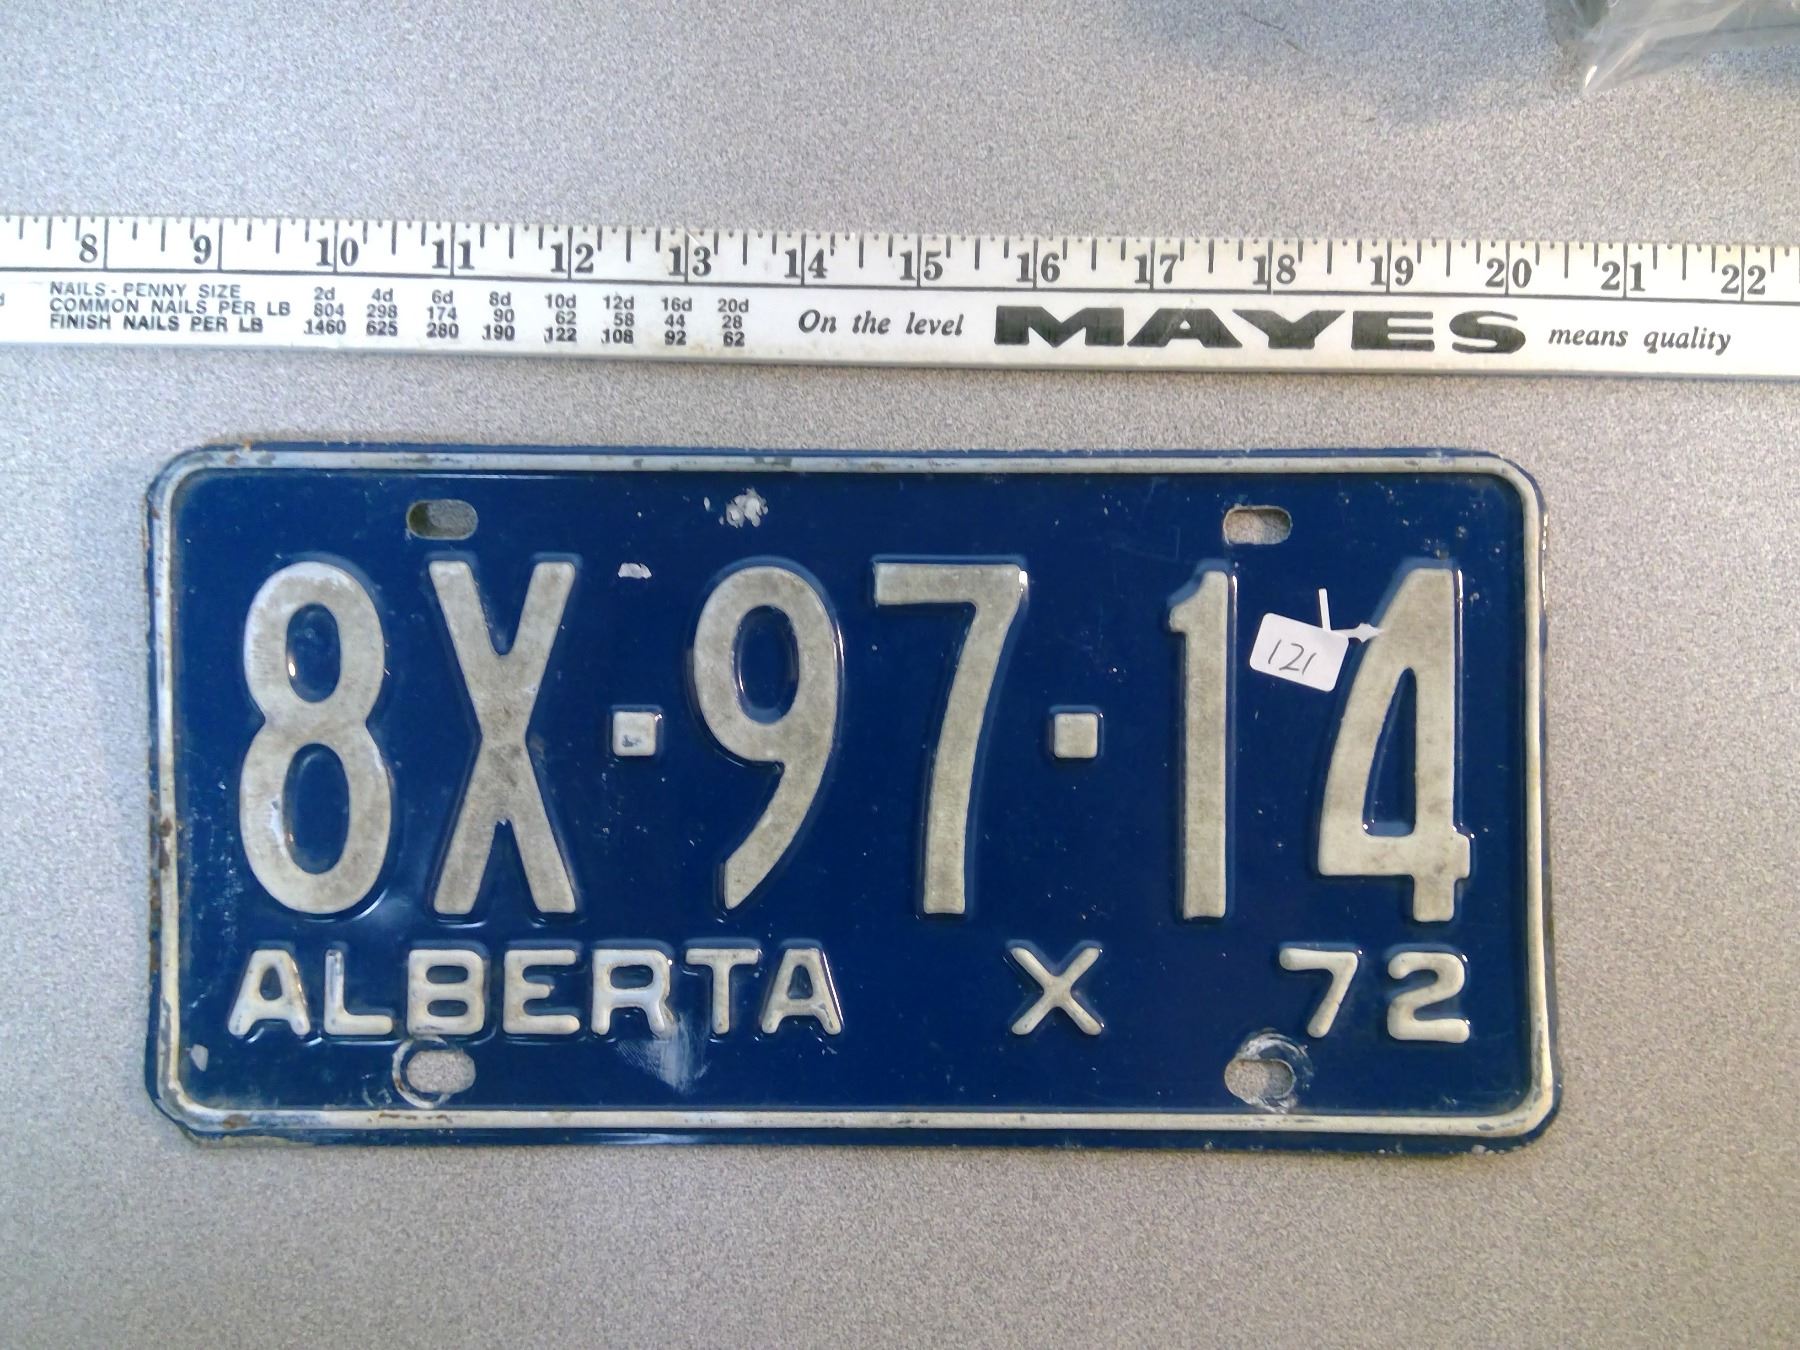 8 9 10 11 12 13 14 15 16 17 18 19 20 21 22
NAILS - PENNY SIZE 2d 4d 6d 8d 10d 12d 16d 20d
COMMON NAILS PER LB 804 298 174 90 62 58 44 28
FINISH NAILS PER LB 1460 625 280 190 122 108 92 62
On the level MAYES means quality
8X·97·14
121
ALBERTA X 72